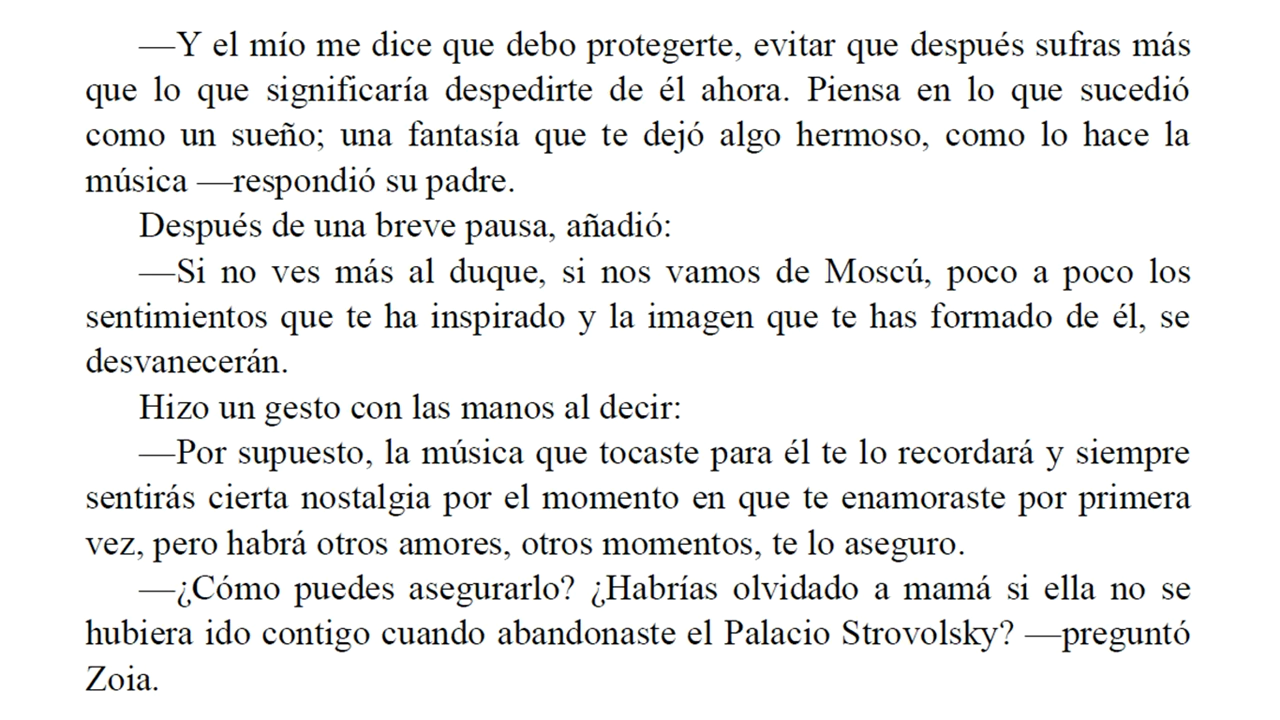 —Y el mío me dice que debo protegerte, evitar que después sufras más
que lo que significaría despedirte de él ahora. Piensa en lo que sucedió
como un sueño; una fantasía que te dejó algo hermoso, como lo hace la
música —respondió su padre.
Después de una breve pausa, añadió:
—Si no ves más al duque, si nos vamos de Moscú, poco a poco los
sentimientos que te ha inspirado y la imagen que te has formado de él, se
desvanecerán.
Hizo un gesto con las manos al decir:
—Por supuesto, la música que tocaste para él te lo recordará y siempre
sentirás cierta nostalgia por el momento en que te enamoraste por primera
vez, pero habrá otros amores, otros momentos, te lo aseguro.
—¿Cómo puedes asegurarlo? ¿Habrías olvidado a mamá si ella no se
hubiera ido contigo cuando abandonaste el Palacio Strovolsky? —preguntó
Zoia.